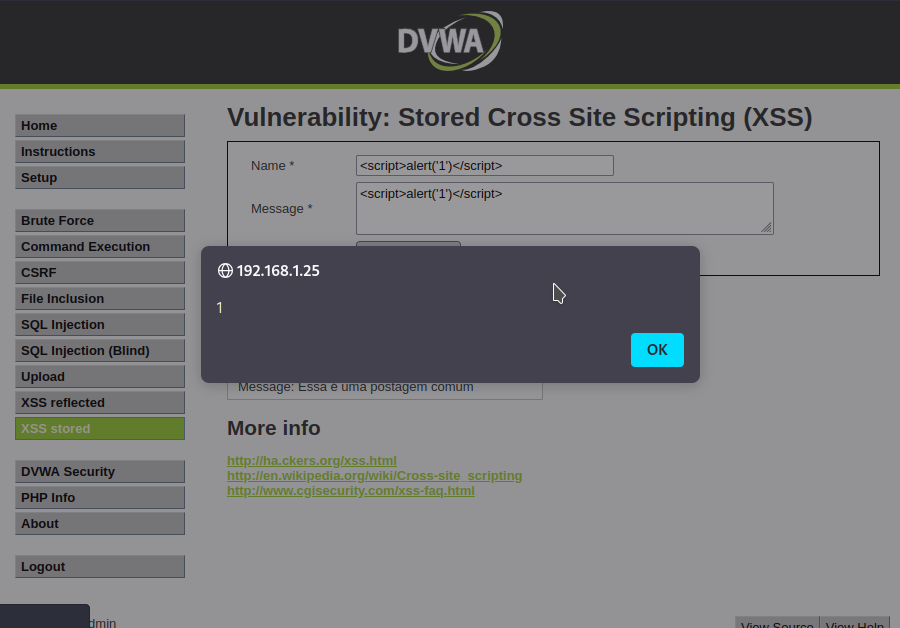 DVWA
Home
Instructions
Setup
Brute Force
Command Execution
CSRF
File Inclusion
SQL Injection
SQL Injection (Blind)
Upload
XSS reflected
XSS stored
DVWA Security
PHP Info
About
Logout
Vulnerability: Stored Cross Site Scripting (XSS)
Name * <script>alert('1')</script>
Message * <script>alert('1')</script>
192.168.1.25
1
OK
Message: Essa é uma postagem comum
More info
http://ha.ckers.org/xss.html
http://en.wikipedia.org/wiki/Cross-site_scripting
http://www.cgisecurity.com/xss-faq.html
View Source View Help